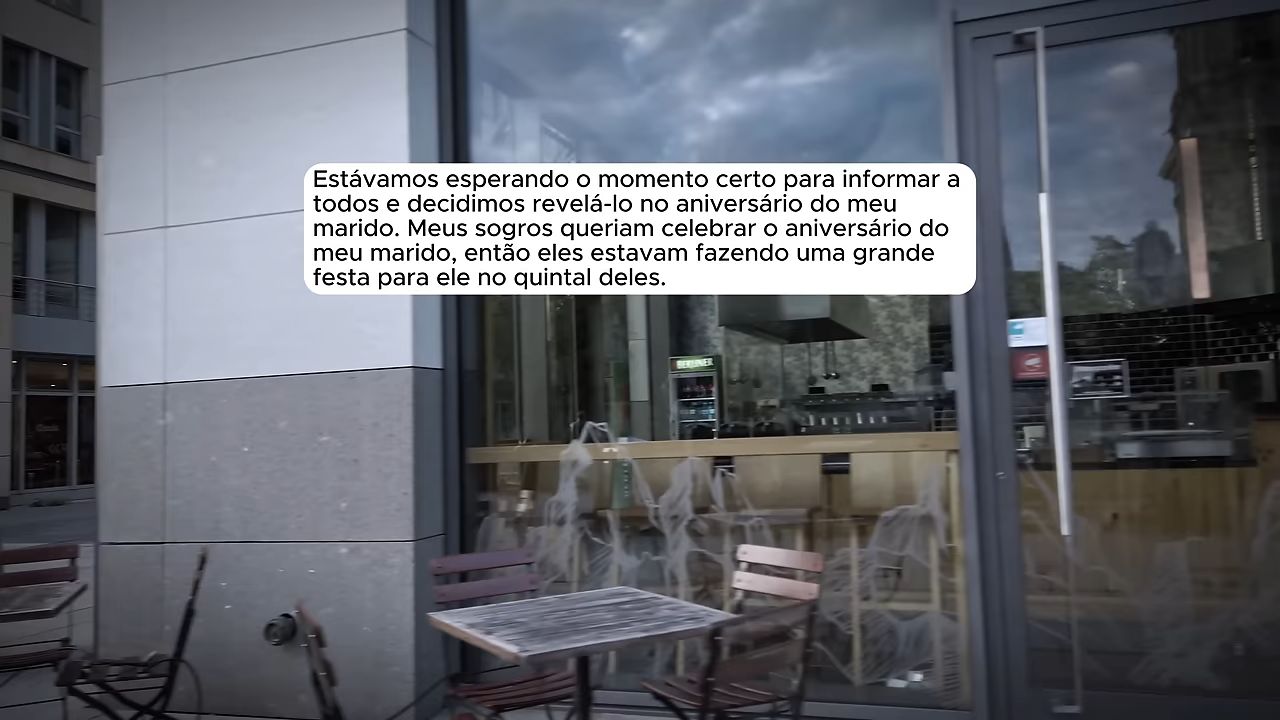 Estávamos esperando o momento certo para informar a
todos e decidimos revelá-lo no aniversário do meu
marido. Meus sogros queriam celebrar o aniversário do
meu marido, então eles estavam fazendo uma grande
festa para ele no quintal deles.
BERLINER